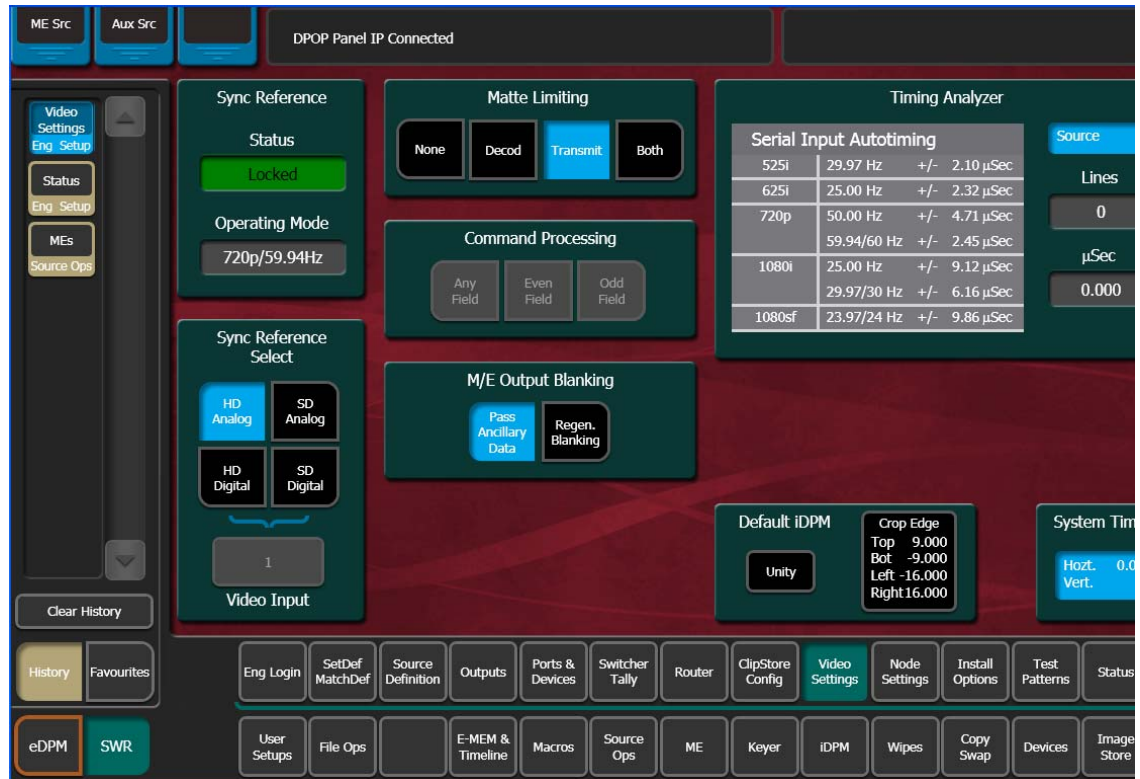 ME Src
Aux Src
DPOP Panel IP Connected
Video
Settings
Eng Setup
Status
Eng Setup
MEs
Source Ops
Clear History
History
Favourites
eDPM
SWR
Sync Reference
Status
Locked
Operating Mode
720p/59.94Hz
Sync Reference
Select
HD
Analog
SD
Analog
HD
Digital
SD
Digital
1
Video Input
Matte Limiting
None
Decod
Transmit
Both
Command Processing
Any
Field
Even
Field
Odd
Field
M/E Output Blanking
Pass
Ancillary
Data
Regen.
Blanking
Timing Analyzer
Serial Input Autotiming
525i 29.97 Hz +/- 2.10 µSec
625i 25.00 Hz +/- 2.32 µSec
720p 50.00 Hz +/- 4.71 µSec
59.94/60 Hz +/- 2.45 µSec
1080i 25.00 Hz +/- 9.12 µSec
29.97/30 Hz +/- 6.16 µSec
1080sf 23.97/24 Hz +/- 9.86 µSec
Source
Lines
0
µSec
0.000
Default iDPM
Unity
Crop Edge
Top 9.000
Bot -9.000
Left -16.000
Right 16.000
System Tim
Hozt. 0.0
Vert.
Eng Login
SetDef
MatchDef
Source
Definition
Outputs
Ports &
Devices
Switcher
Tally
Router
ClipStore
Config
Video
Settings
Node
Settings
Install
Options
Test
Patterns
Status
User
Setups
File Ops
E-MEM &
Timeline
Macros
Source
Ops
ME
Keyer
iDPM
Wipes
Copy
Swap
Devices
Image
Store